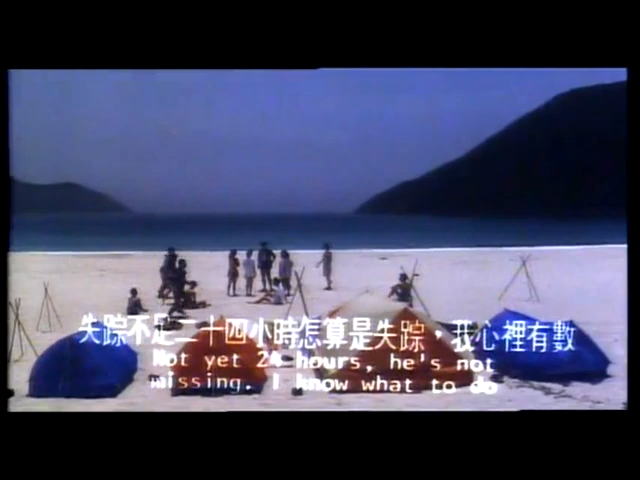 失踪不足二十四小時怎算是失踪，我心裡有數
Not yet 24 hours, he's not
missing. I know what to do